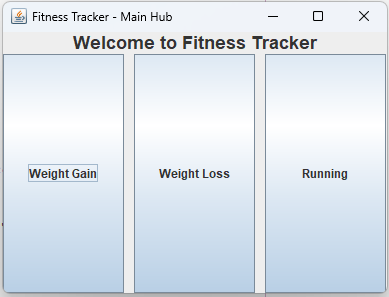 Fitness Tracker - Main Hub
Welcome to Fitness Tracker
Weight Gain
Weight Loss
Running